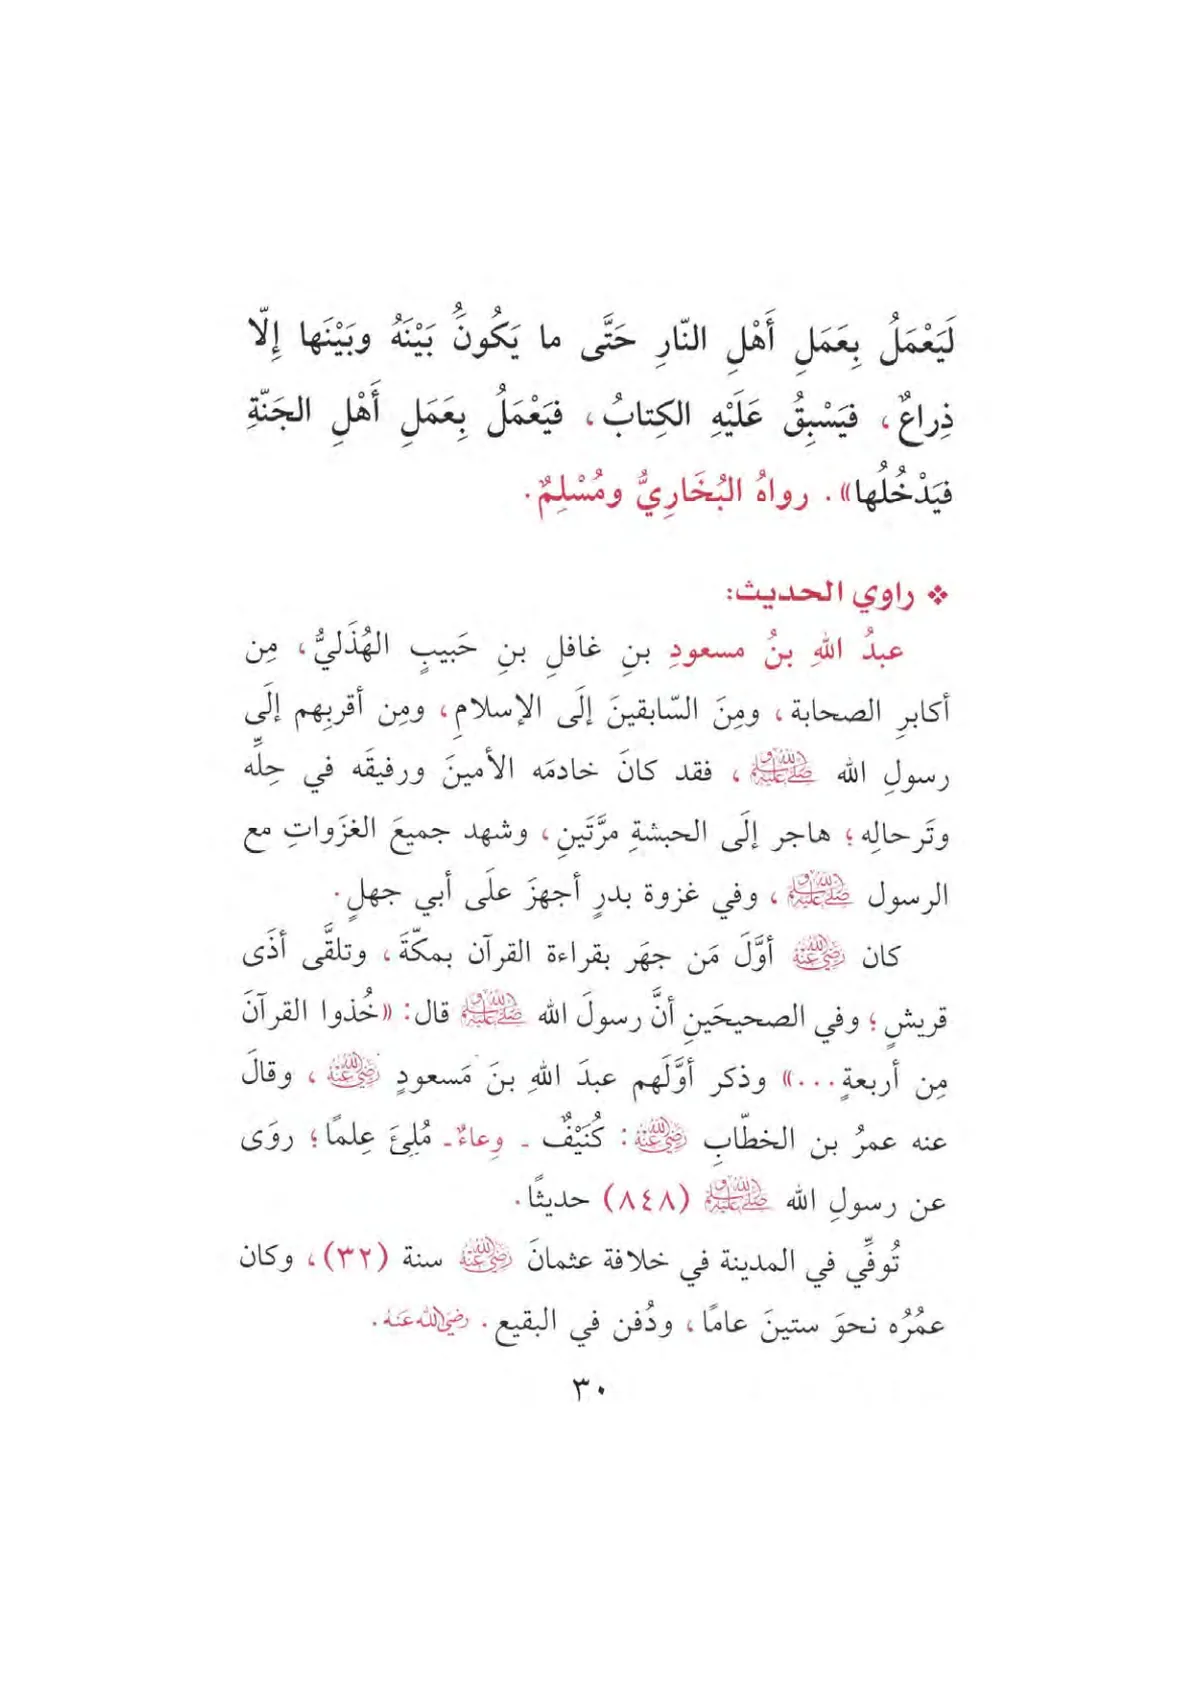 لَيَعْمَلُ بِعَمَلِ أَهْلِ النّارِ حَتَّى ما يَكُونَُ بَيْنَهُ وبَيْنَها إِلّا
ذِراعٌ، فيَسْبِقُ عَلَيْهِ الكِتابُ، فيَعْمَلُ بِعَمَلِ أَهْلِ الجَنّةِ
فيَدْخُلُها». رواهُ البُخَارِيُّ ومُسْلِمٌ.
❖ راوي الحديث:
عبدُ اللهِ بنُ مسعودِ بنِ غافلِ بنِ حَبيبٍ الهُذَليُّ، مِن
أكابرِ الصحابة، ومِنَ السّابقينَ إلَى الإسلامِ، ومِن أقربِهم إلَى
رسولِ الله ﷺ، فقد كانَ خادمَه الأمينَ ورفيقَه في حِلِّه
وتَرحالِه؛ هاجر إلَى الحبشةِ مرَّتَينِ، وشهد جميعَ الغزَواتِ مع
الرسول ﷺ، وفي غزوة بدرٍ أجهزَ علَى أبي جهلٍ.
كان رضي الله عنه أوَّلَ مَن جهَر بقراءة القرآن بمكّةَ، وتلقَّى أذَى
قريشٍ؛ وفي الصحيحَينِ أنَّ رسولَ الله ﷺ قال: «خُذوا القرآنَ
مِن أربعةٍ...» وذكر أوَّلَهم عبدَ اللهِ بنَ مَسعودٍ رضي الله عنه، وقالَ
عنه عمرُ بن الخطّابِ رضي الله عنه: كُنَيْفٌ ـ وِعاءٌ ـ مُلِئَ عِلمًا؛ روَى
عن رسولِ الله ﷺ (٨٤٨) حديثًا.
تُوفِّي في المدينة في خلافة عثمانَ رضي الله عنه سنة (٣٢)، وكان
عمُرُه نحوَ ستينَ عامًا، ودُفن في البقيع. رضي الله عنه.
٣٠